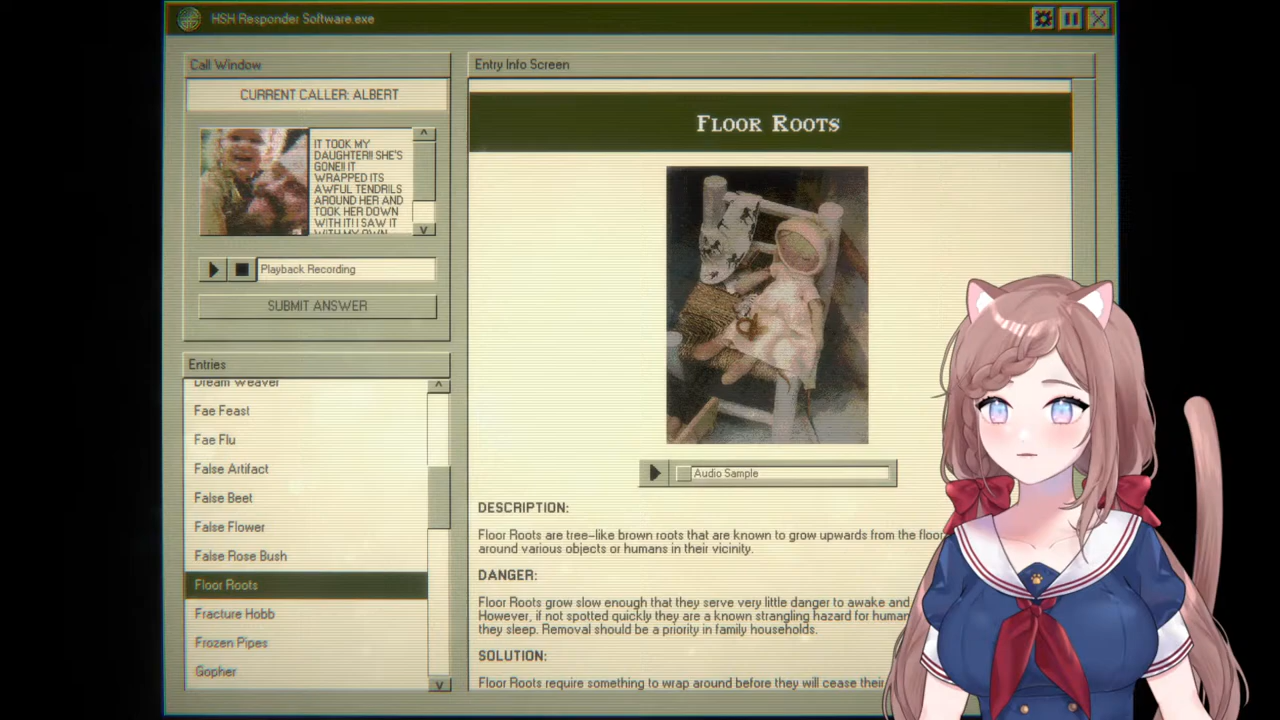 HSH Responder Software.exe
Call Window
CURRENT CALLER: ALBERT
IT TOOK MY
DAUGHTER!! SHE'S
GONE!! IT
WRAPPED ITS
AWFUL TENDRILS
AROUND HER AND
TOOK HER DOWN
WITH IT! I SAW IT
WITH MY OWN
Playback Recording
SUBMIT ANSWER
Entries
Dream Weaver
Fae Feast
Fae Flu
False Artifact
False Beet
False Flower
False Rose Bush
Floor Roots
Fracture Hobb
Frozen Pipes
Gopher
Entry Info Screen
Floor Roots
Audio Sample
DESCRIPTION:
Floor Roots are tree-like brown roots that are known to grow upwards from the floor
around various objects or humans in their vicinity.
DANGER:
Floor Roots grow slow enough that they serve very little danger to awake and
However, if not spotted quickly they are a known strangling hazard for human
they sleep. Removal should be a priority in family households.
SOLUTION:
Floor Roots require something to wrap around before they will cease their